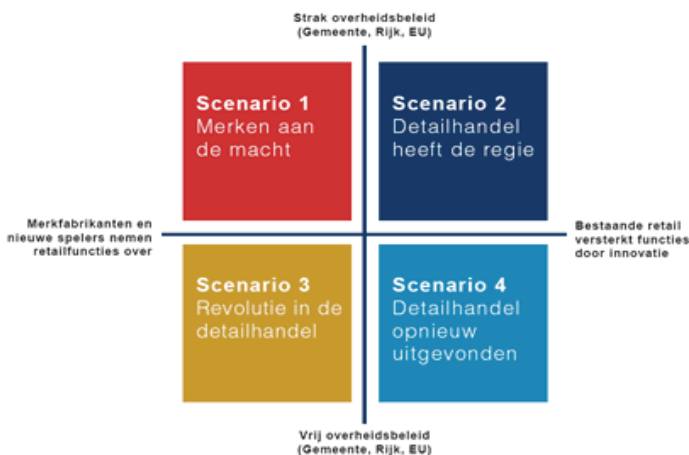 Strak overheidsbeleid
(Gemeente, Rijk, EU)
Scenario 1
Merken aan
de macht
Scenario 2
Detailhandel
heeft de regie
Merkfabrikanten en
nieuwe spelers nemen
retailfuncties over
Bestaande retail
versterkt functies
door innovatie
Scenario 3
Revolutie in de
detailhandel
Scenario 4
Detailhandel
opnieuw
uitgevonden
Vrij overheidsbeleid
(Gemeente, Rijk, EU)